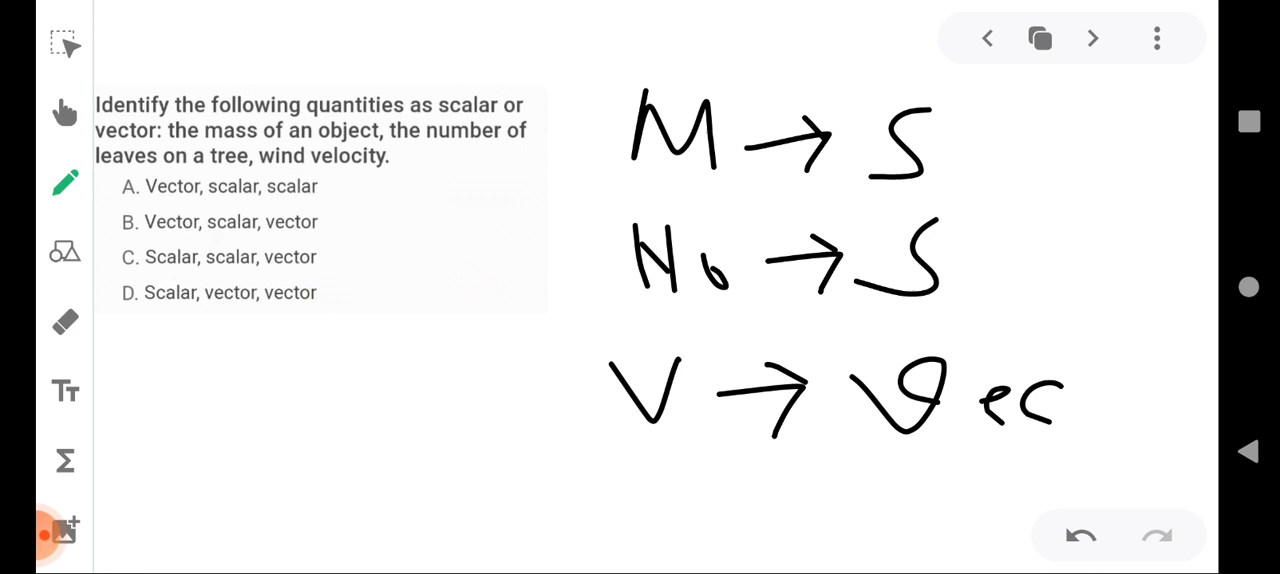 Identify the following quantities as scalar or
vector: the mass of an object, the number of
leaves on a tree, wind velocity.
A. Vector, scalar, scalar
B. Vector, scalar, vector
C. Scalar, scalar, vector
D. Scalar, vector, vector
M → S
No → S
V → Vec
Tт
Σ